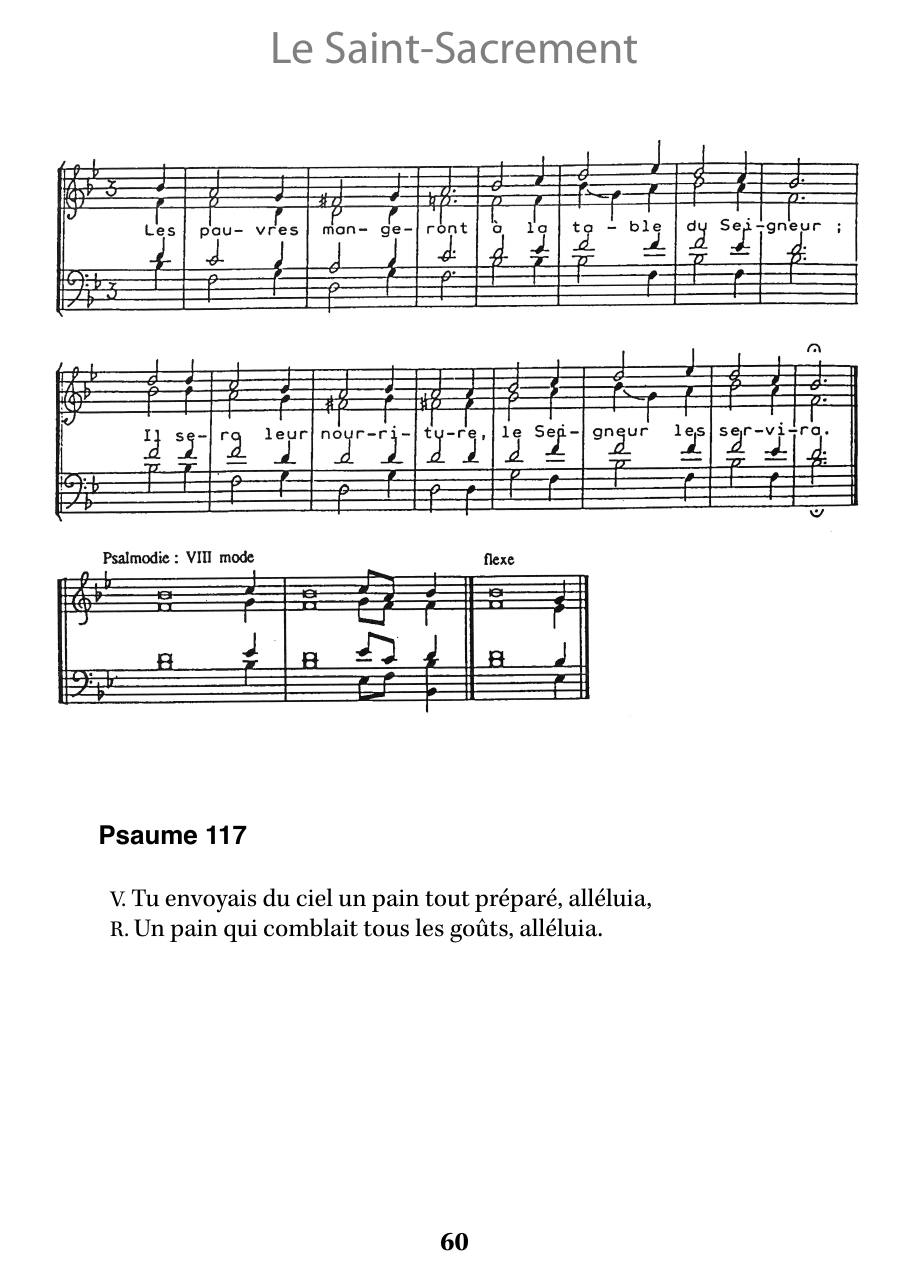 Le Saint-Sacrement
3
Les pau-vres man-ge-ront à la ta-ble du Sei-gneur ;
3
Il se-ra leur nour-ri-tu-re, le Sei-gneur les ser-vi-ra.
Psalmodie : VIII mode flexe
Psaume 117
V. Tu envoyais du ciel un pain tout préparé, alléluia,
R. Un pain qui comblait tous les goûts, alléluia.
60